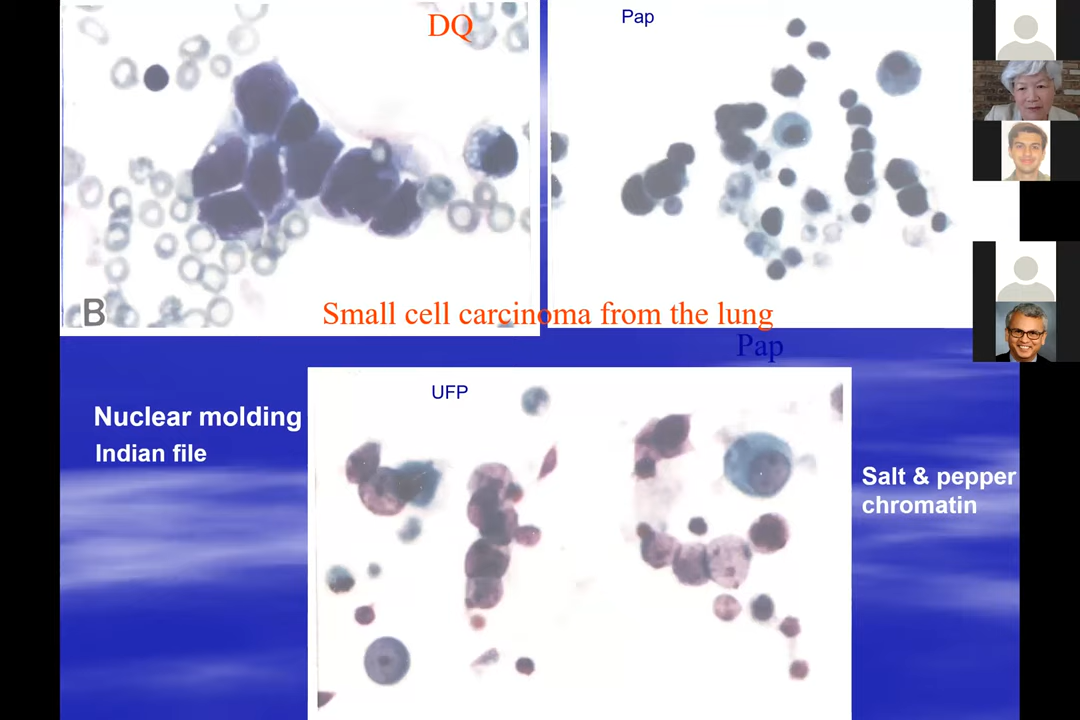 DQ
Pap
B
Small cell carcinoma from the lung
Pap
UFP
Nuclear molding
Indian file
Salt & pepper
chromatin